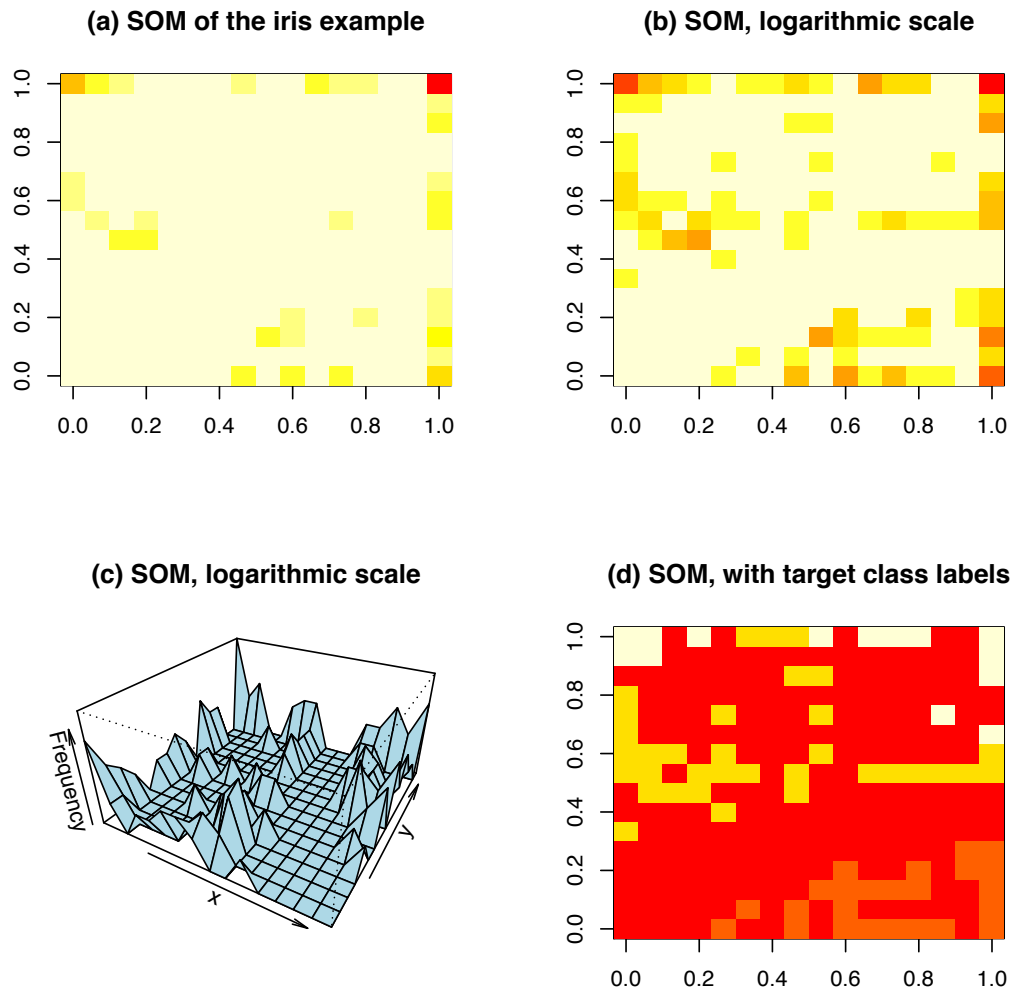 (a) SOM of the iris example
1.0
0.8
0.6
0.4
0.2
0.0
0.0 0.2 0.4 0.6 0.8 1.0
(b) SOM, logarithmic scale
1.0
0.8
0.6
0.4
0.2
0.0
0.0 0.2 0.4 0.6 0.8 1.0
(c) SOM, logarithmic scale
Frequency
x
y
(d) SOM, with target class labels
1.0
0.8
0.6
0.4
0.2
0.0
0.0 0.2 0.4 0.6 0.8 1.0